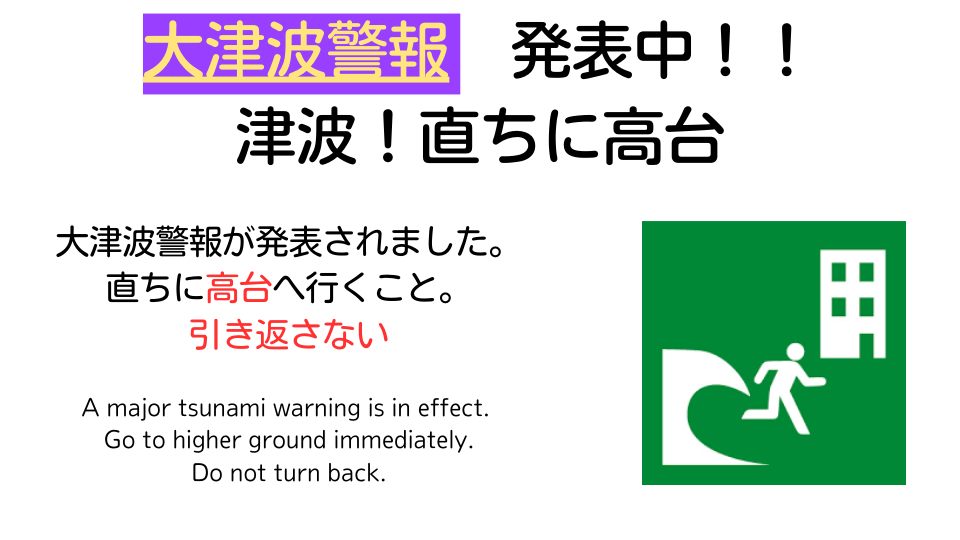 大津波警報　発表中！！
津波！直ちに高台
大津波警報が発表されました。
直ちに高台へ行くこと。
引き返さない
A major tsunami warning is in effect.
Go to higher ground immediately.
Do not turn back.